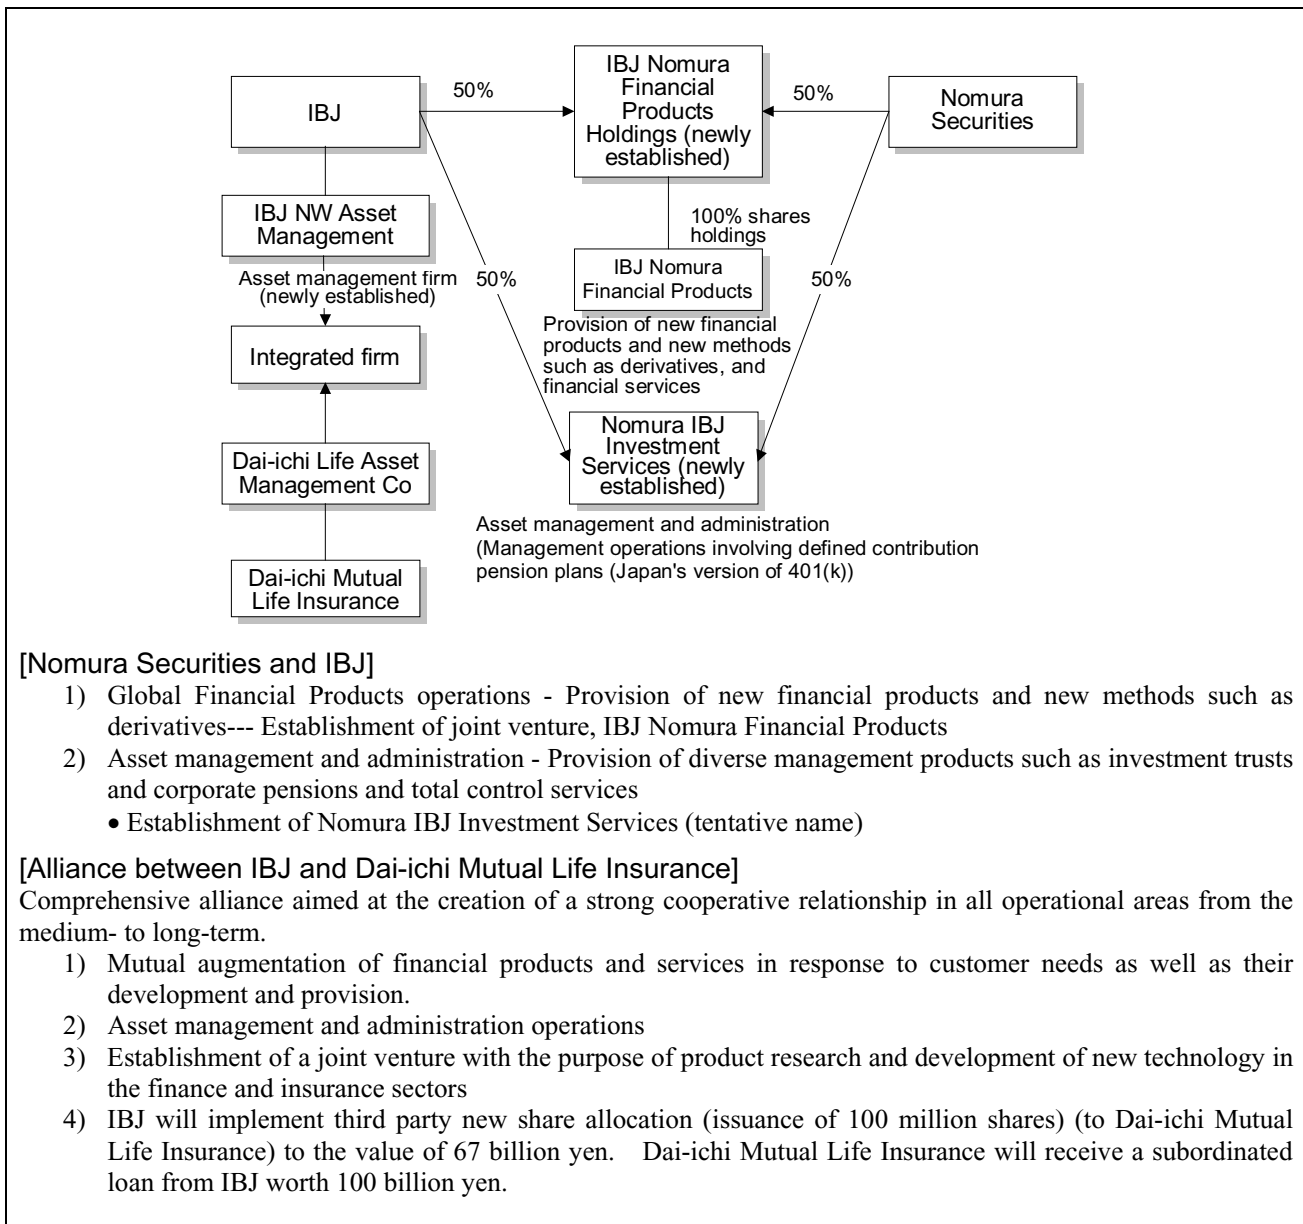 IBJ
50%
IBJ Nomura
Financial
Products
Holdings (newly
established)
50%
Nomura
Securities
IBJ NW Asset
Management
100% shares
holdings
Asset management firm
(newly established)
50%
IBJ Nomura
Financial Products
50%
Integrated firm
Provision of new financial
products and new methods
such as derivatives, and
financial services
Dai-ichi Life Asset
Management Co
Nomura IBJ
Investment
Services (newly
established)
Asset management and administration
(Management operations involving defined contribution
pension plans (Japan's version of 401(k))
Dai-ichi Mutual
Life Insurance
[Nomura Securities and IBJ]
1) Global Financial Products operations - Provision of new financial products and new methods such as
derivatives--- Establishment of joint venture, IBJ Nomura Financial Products
2) Asset management and administration - Provision of diverse management products such as investment trusts
and corporate pensions and total control services
• Establishment of Nomura IBJ Investment Services (tentative name)
[Alliance between IBJ and Dai-ichi Mutual Life Insurance]
Comprehensive alliance aimed at the creation of a strong cooperative relationship in all operational areas from the
medium- to long-term.
1) Mutual augmentation of financial products and services in response to customer needs as well as their
development and provision.
2) Asset management and administration operations
3) Establishment of a joint venture with the purpose of product research and development of new technology in
the finance and insurance sectors
4) IBJ will implement third party new share allocation (issuance of 100 million shares) (to Dai-ichi Mutual
Life Insurance) to the value of 67 billion yen. Dai-ichi Mutual Life Insurance will receive a subordinated
loan from IBJ worth 100 billion yen.